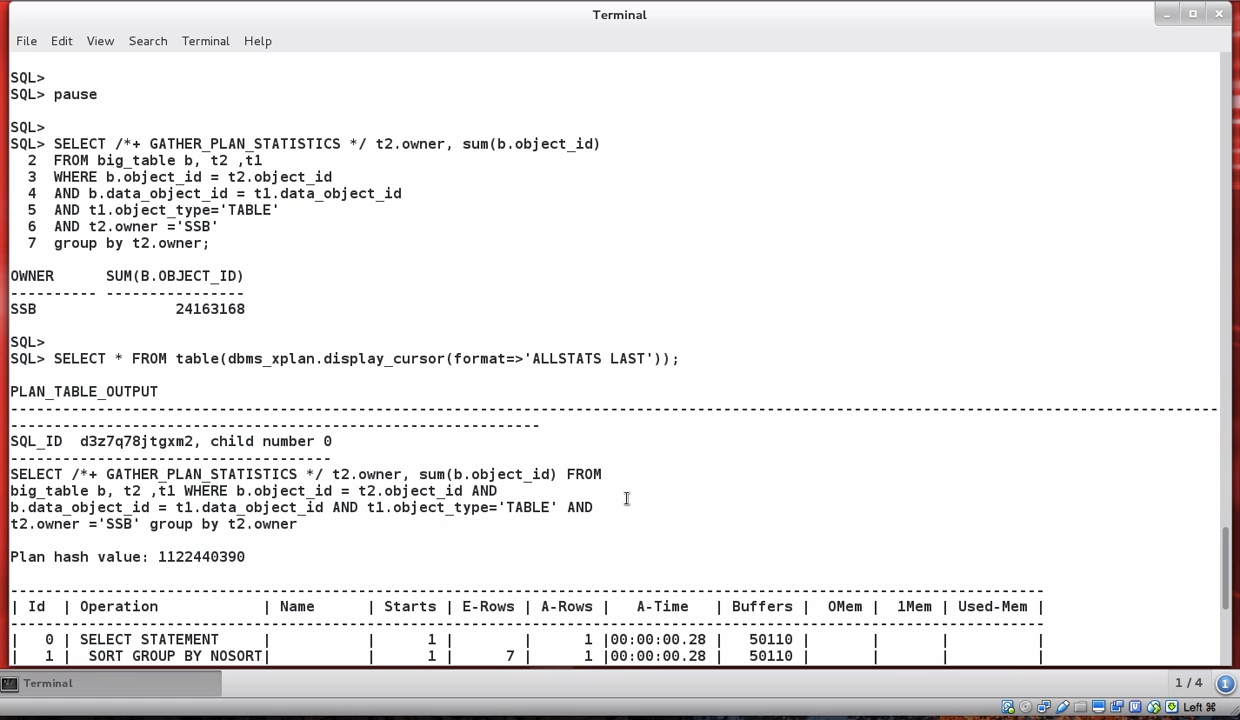 Terminal
File Edit View Search Terminal Help
SQL>
SQL> pause
SQL>
SQL> SELECT /*+ GATHER_PLAN_STATISTICS */ t2.owner, sum(b.object_id)
  2  FROM big_table b, t2 ,t1
  3  WHERE b.object_id = t2.object_id
  4  AND b.data_object_id = t1.data_object_id
  5  AND t1.object_type='TABLE'
  6  AND t2.owner ='SSB'
  7  group by t2.owner;
OWNER      SUM(B.OBJECT_ID)
---------- ----------------
SSB                24163168
SQL>
SQL> SELECT * FROM table(dbms_xplan.display_cursor(format=>'ALLSTATS LAST'));
PLAN_TABLE_OUTPUT
-------------------------------------------------------------------------------------------------------------------------------------------
-------------------------------------------------------------
SQL_ID  d3z7q78jtgxm2, child number 0
-------------------------------------
SELECT /*+ GATHER_PLAN_STATISTICS */ t2.owner, sum(b.object_id) FROM
big_table b, t2 ,t1 WHERE b.object_id = t2.object_id AND
b.data_object_id = t1.data_object_id AND t1.object_type='TABLE' AND
t2.owner ='SSB' group by t2.owner
Plan hash value: 1122440390
-----------------------------------------------------------------------------------------------------------------------
| Id  | Operation            | Name     | Starts | E-Rows | A-Rows |   A-Time   | Buffers |  OMem |  1Mem | Used-Mem |
-----------------------------------------------------------------------------------------------------------------------
|   0 | SELECT STATEMENT     |          |      1 |        |      1 |00:00:00.28 |   50110 |       |       |          |
|   1 |  SORT GROUP BY NOSORT|          |      1 |      7 |      1 |00:00:00.28 |   50110 |       |       |          |
Terminal
1 / 4
1
Left ⌘